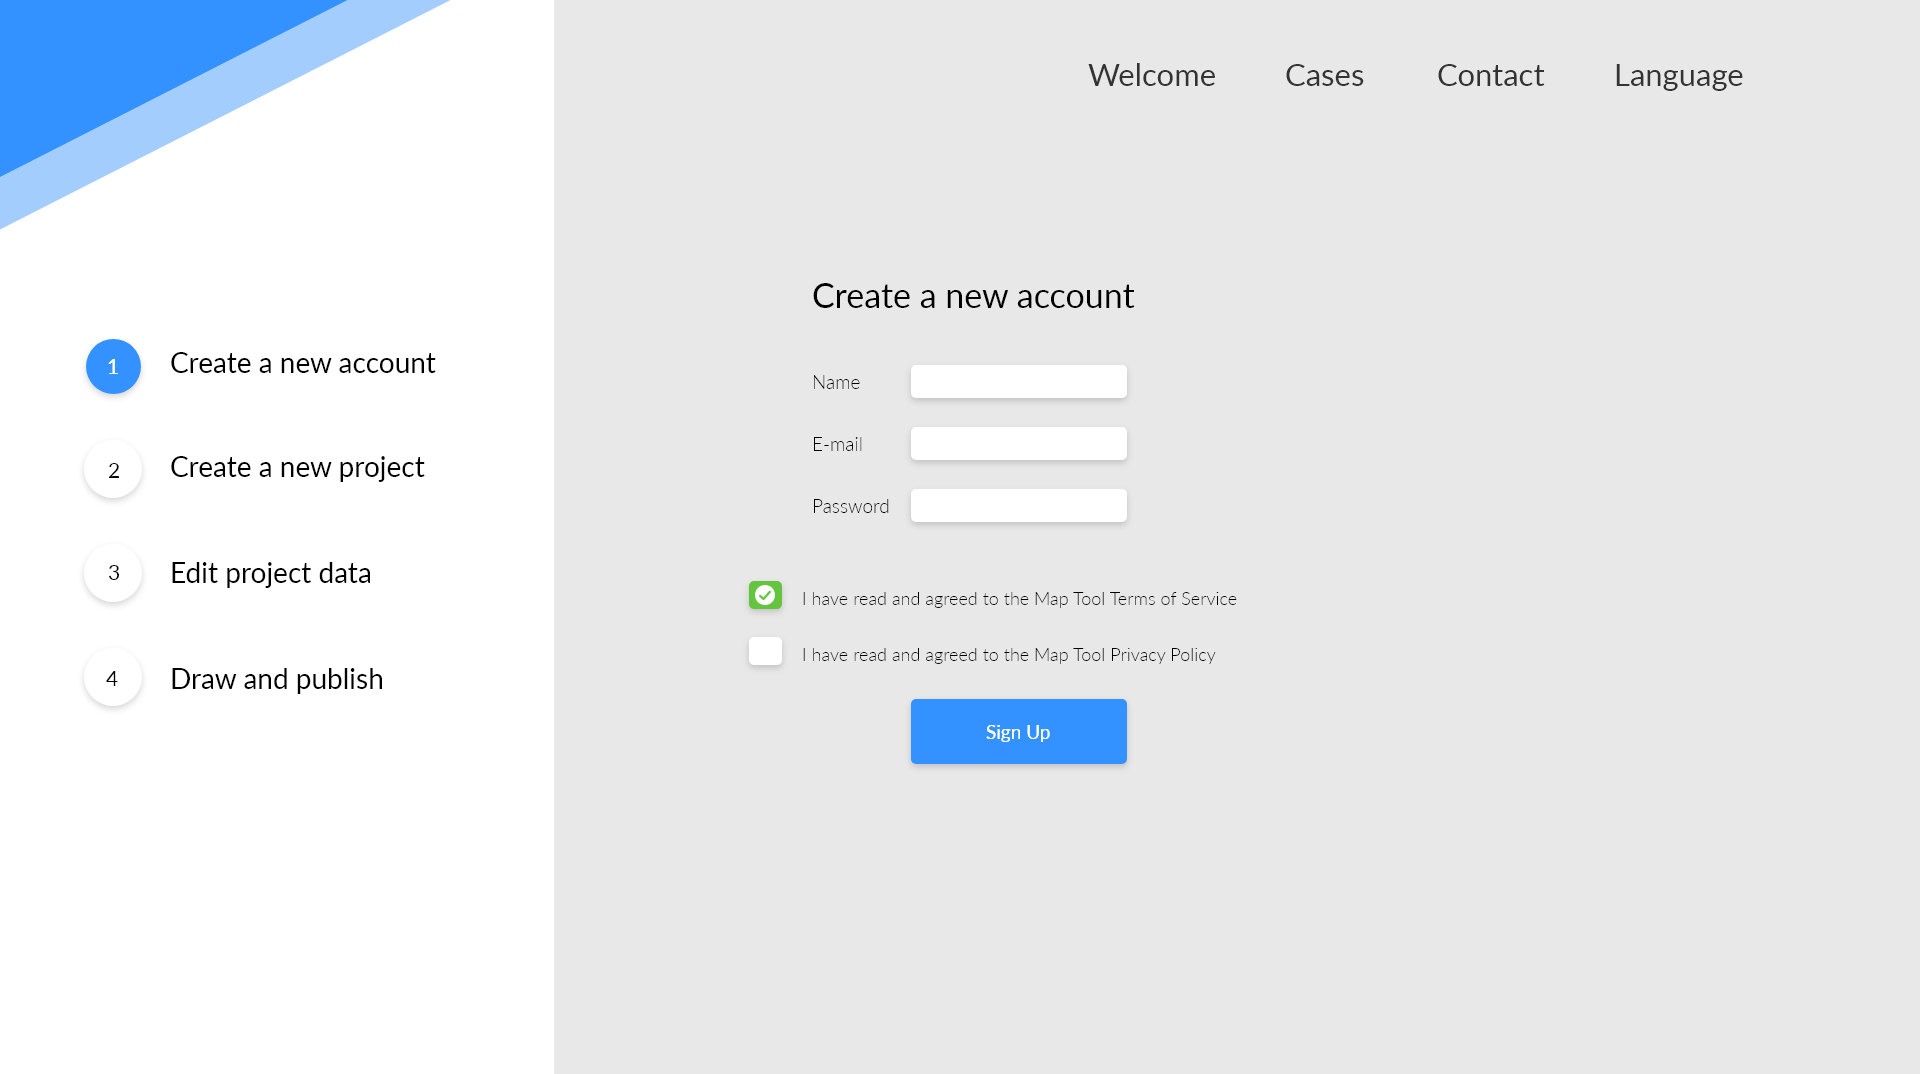 Welcome Cases Contact Language
1 Create a new account
2 Create a new project
3 Edit project data
4 Draw and publish
Create a new account
Name
E-mail
Password
I have read and agreed to the Map Tool Terms of Service
I have read and agreed to the Map Tool Privacy Policy
Sign Up